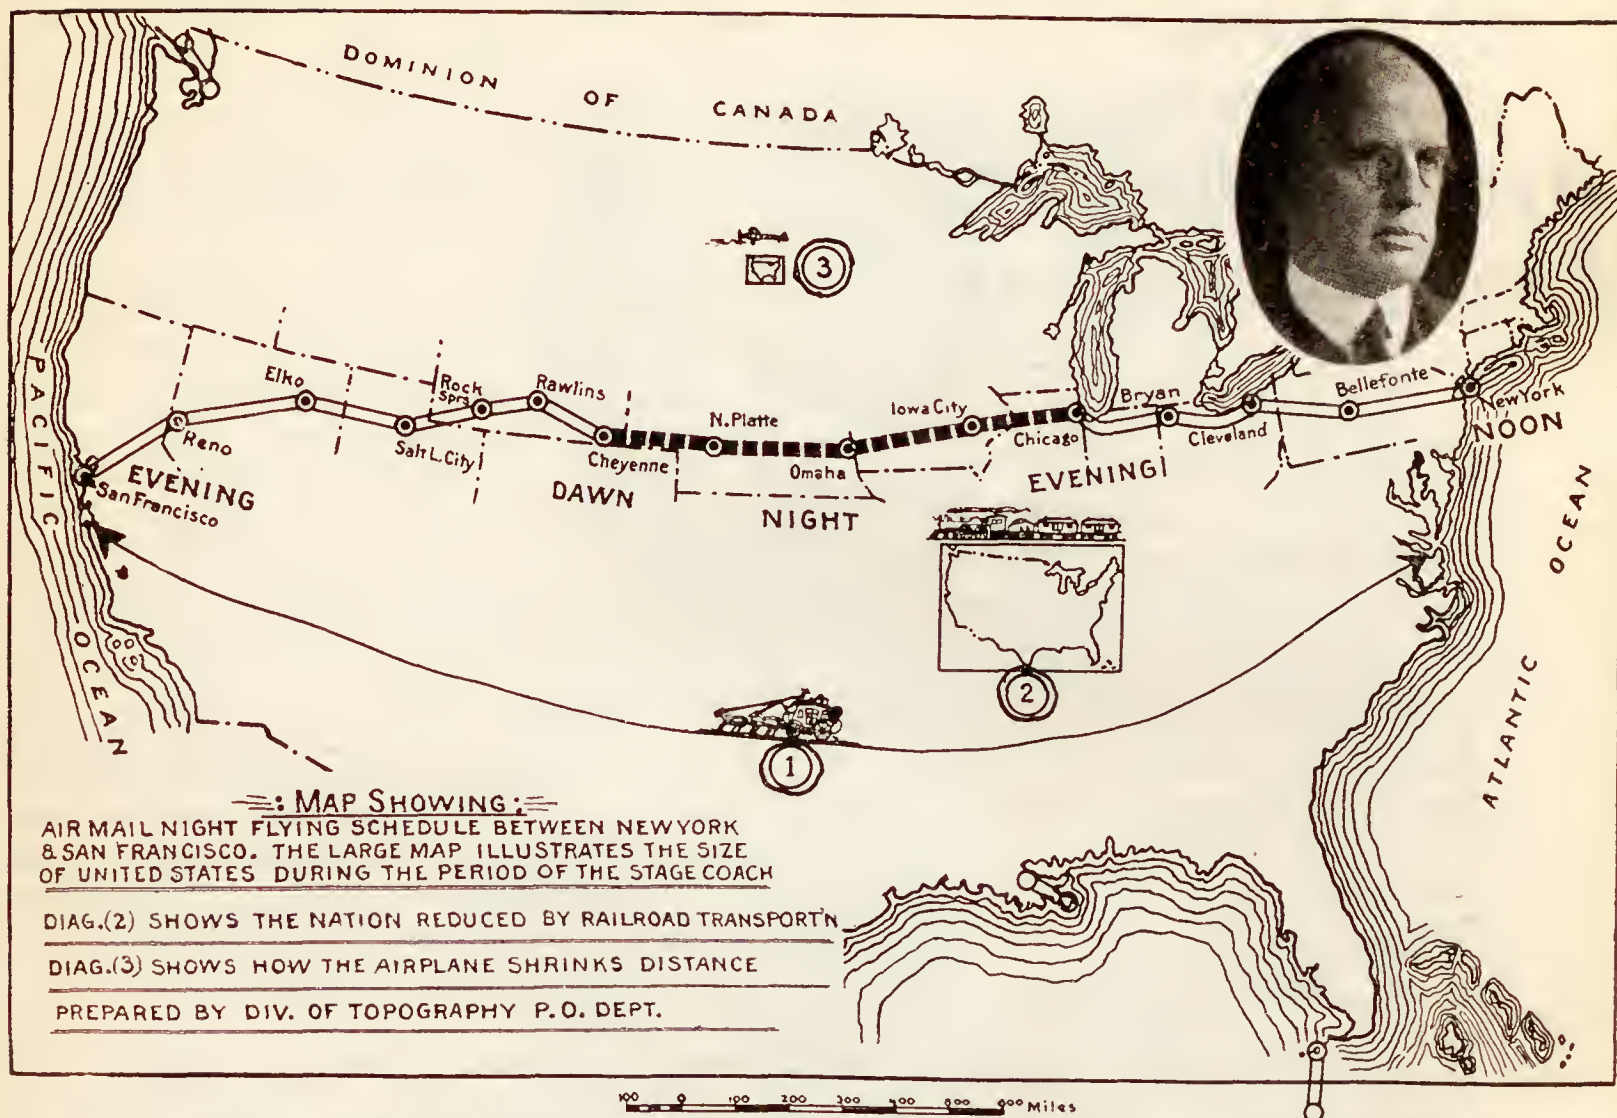 DOMINION OF CANADA
3
PACIFIC OCEAN
Elko
Rock Sprs
Rawlins
Reno
Salt L. City
Cheyenne
N. Platte
Omaha
Iowa City
Chicago
Bryan
Cleveland
Bellefonte
New York
NOON
EVENING
San Francisco
DAWN
NIGHT
EVENING
ATLANTIC OCEAN
2
1
MAP SHOWING:
AIR MAIL NIGHT FLYING SCHEDULE BETWEEN NEW YORK
& SAN FRANCISCO. THE LARGE MAP ILLUSTRATES THE SIZE
OF UNITED STATES DURING THE PERIOD OF THE STAGE COACH
DIAG.(2) SHOWS THE NATION REDUCED BY RAILROAD TRANSPORT'N
DIAG.(3) SHOWS HOW THE AIRPLANE SHRINKS DISTANCE
PREPARED BY DIV. OF TOPOGRAPHY P.O. DEPT.
100 0 100 200 300 400 Miles